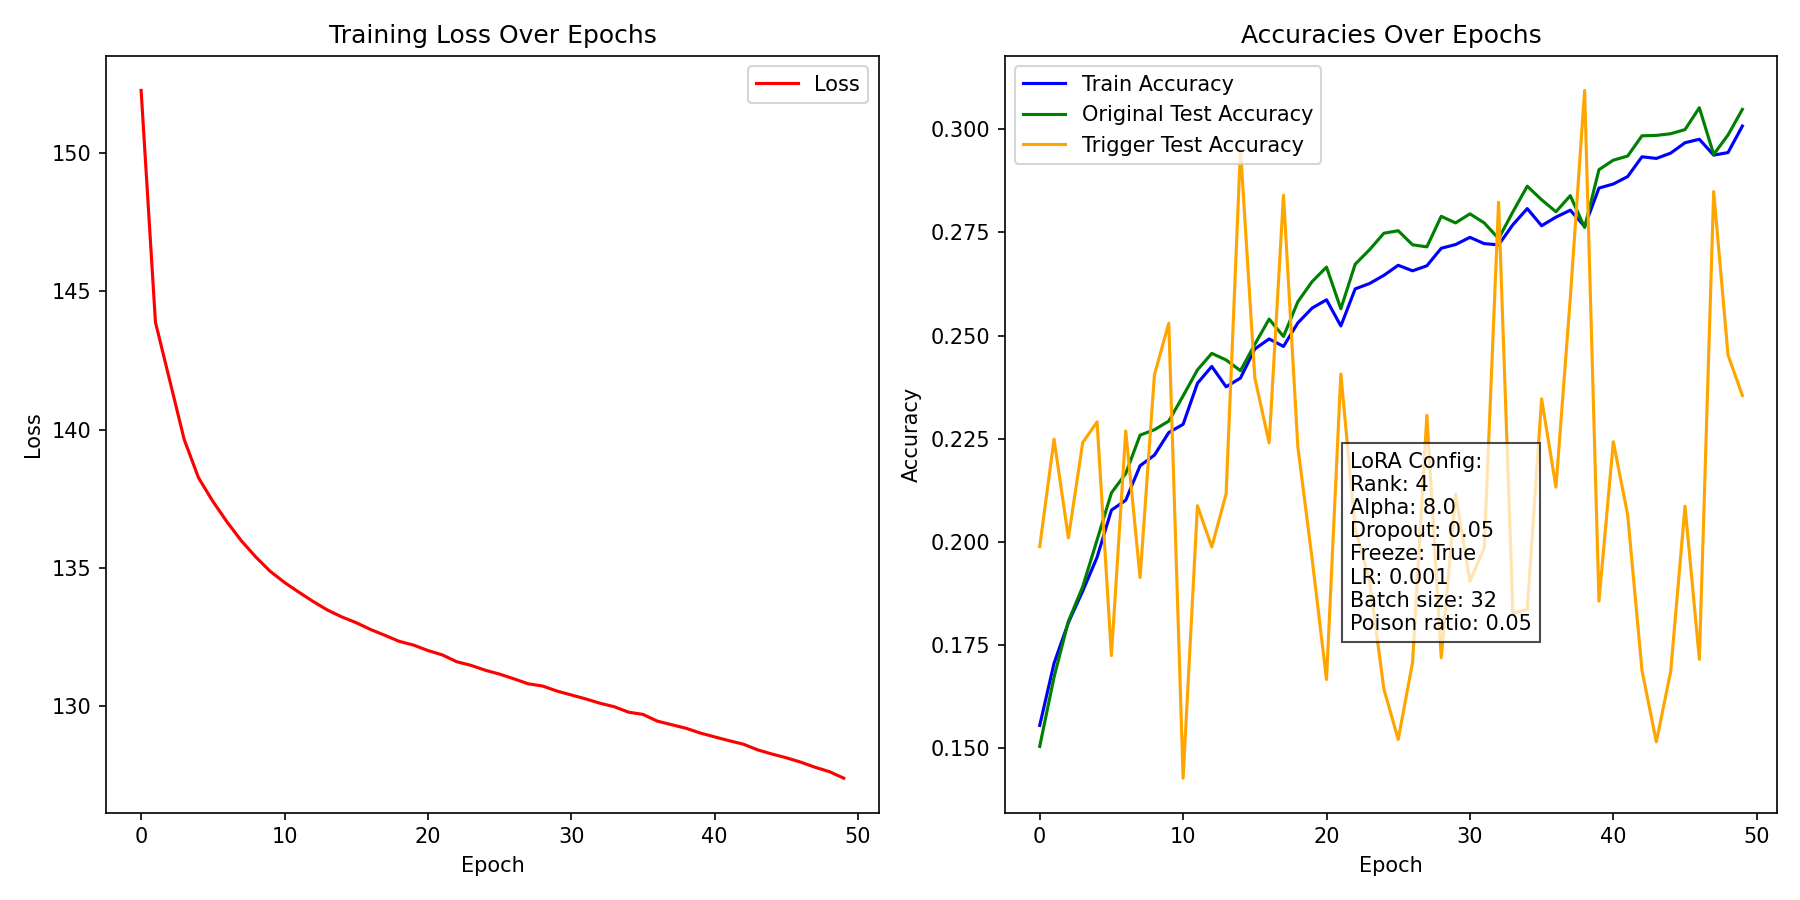 Training Loss Over Epochs
Loss
150
145
140
135
130
Loss
0 10 20 30 40 50
Epoch
Accuracies Over Epochs
Train Accuracy
Original Test Accuracy
Trigger Test Accuracy
0.300
0.275
0.250
0.225
0.200
0.175
0.150
Accuracy
LoRA Config:
Rank: 4
Alpha: 8.0
Dropout: 0.05
Freeze: True
LR: 0.001
Batch size: 32
Poison ratio: 0.05
0 10 20 30 40 50
Epoch